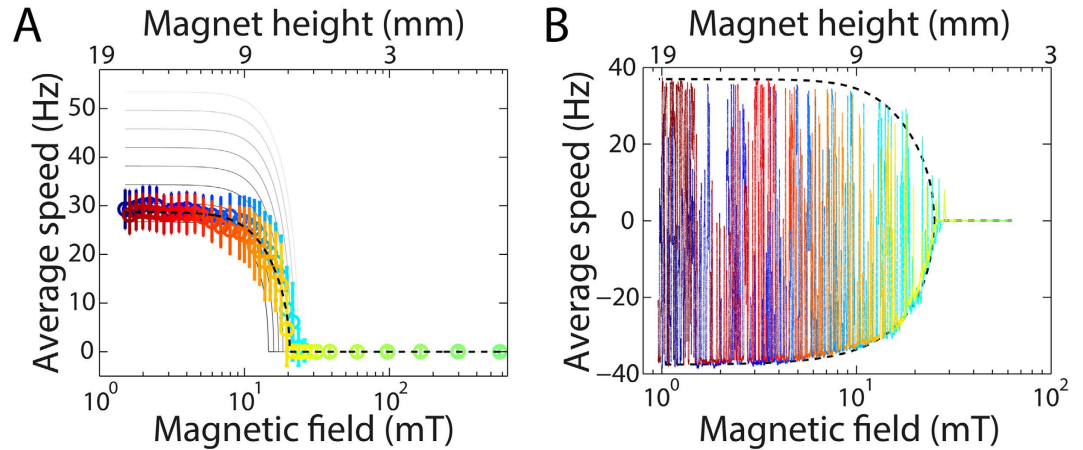 A
Magnet height (mm)
19 9 3
50
40
30
20
10
0
Average speed (Hz)
10^0 10^1 10^2
Magnetic field (mT)
B
Magnet height (mm)
19 9 3
40
20
0
−20
−40
Average speed (Hz)
10^0 10^1 10^2
Magnetic field (mT)